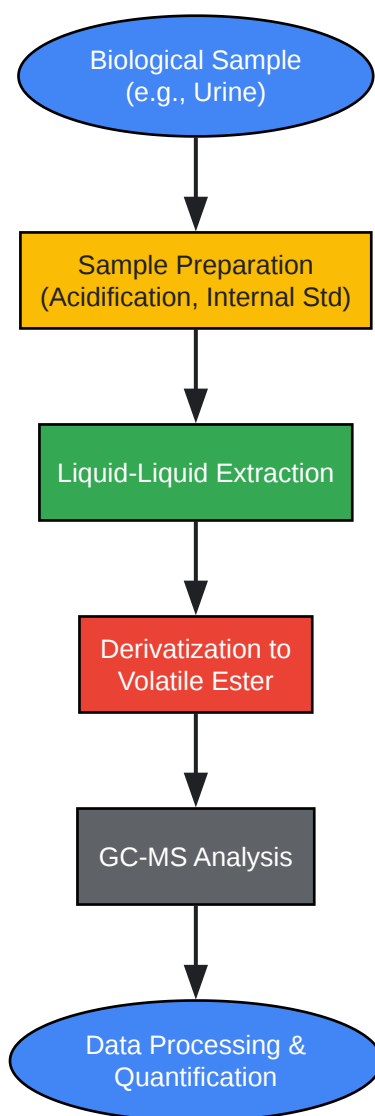 Biological Sample
(e.g., Urine)
Sample Preparation
(Acidification, Internal Std)
Liquid-Liquid Extraction
Derivatization to
Volatile Ester
GC-MS Analysis
Data Processing &
Quantification